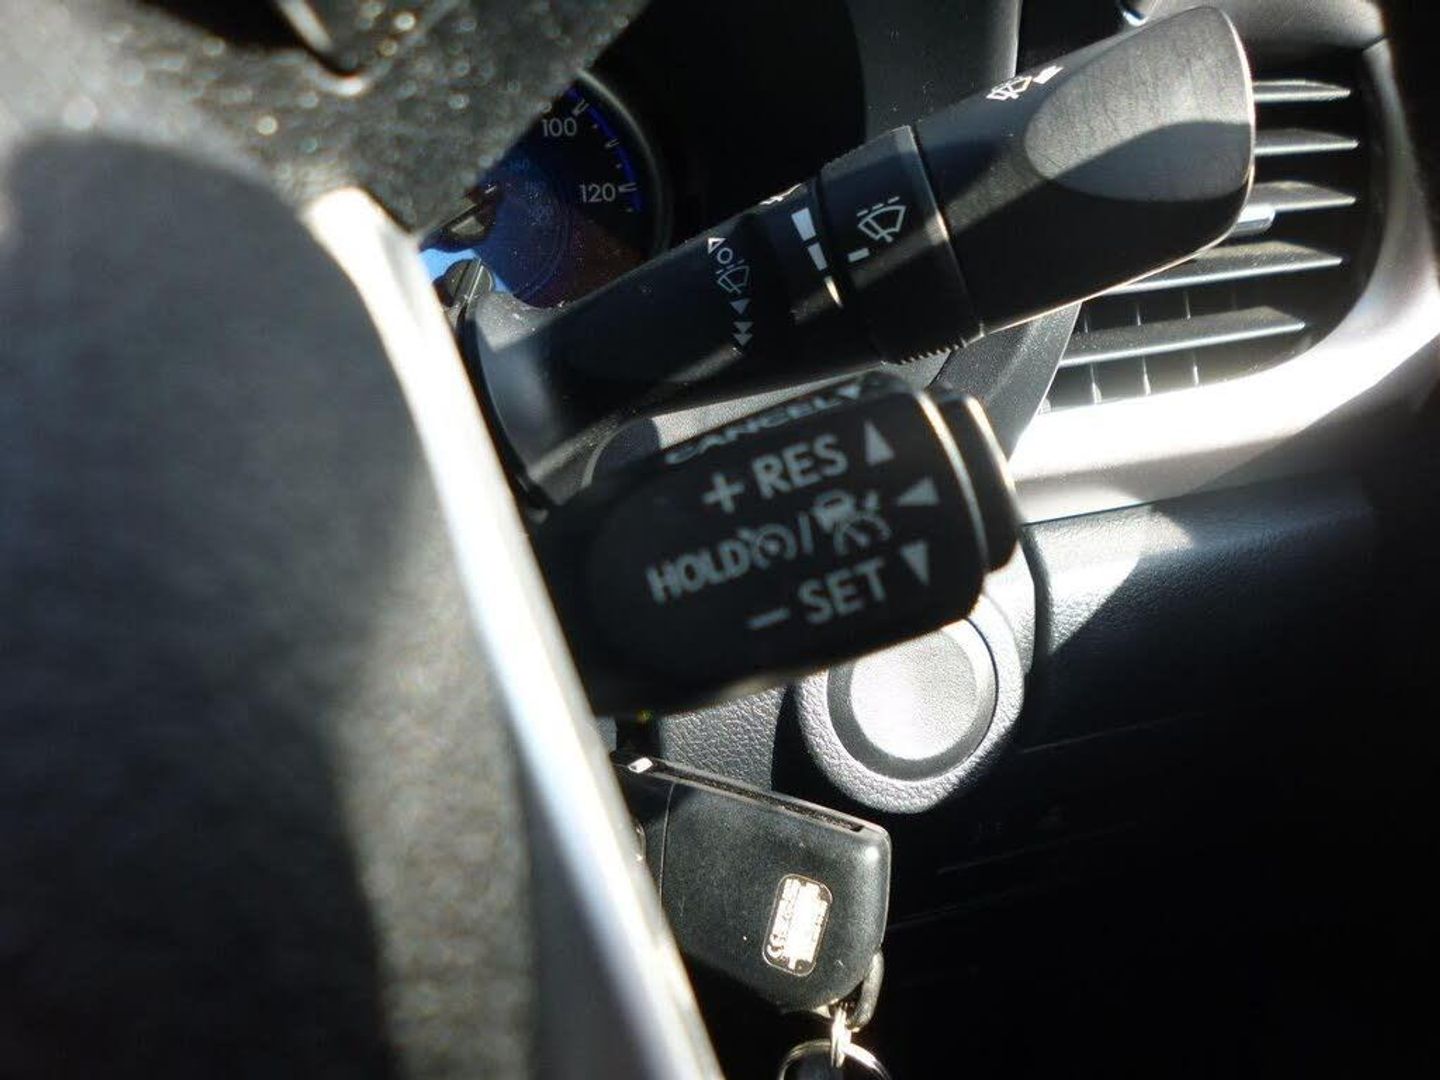 100
120
CANCEL
+ RES
HOLD /
- SET